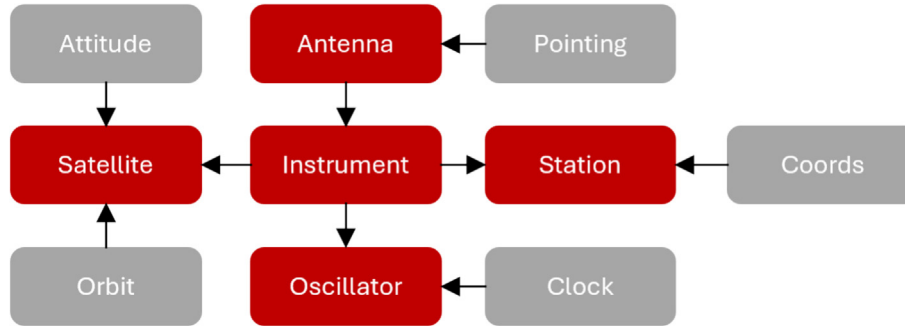 Attitude
Antenna
Pointing
Satellite
Instrument
Station
Coords
Orbit
Oscillator
Clock